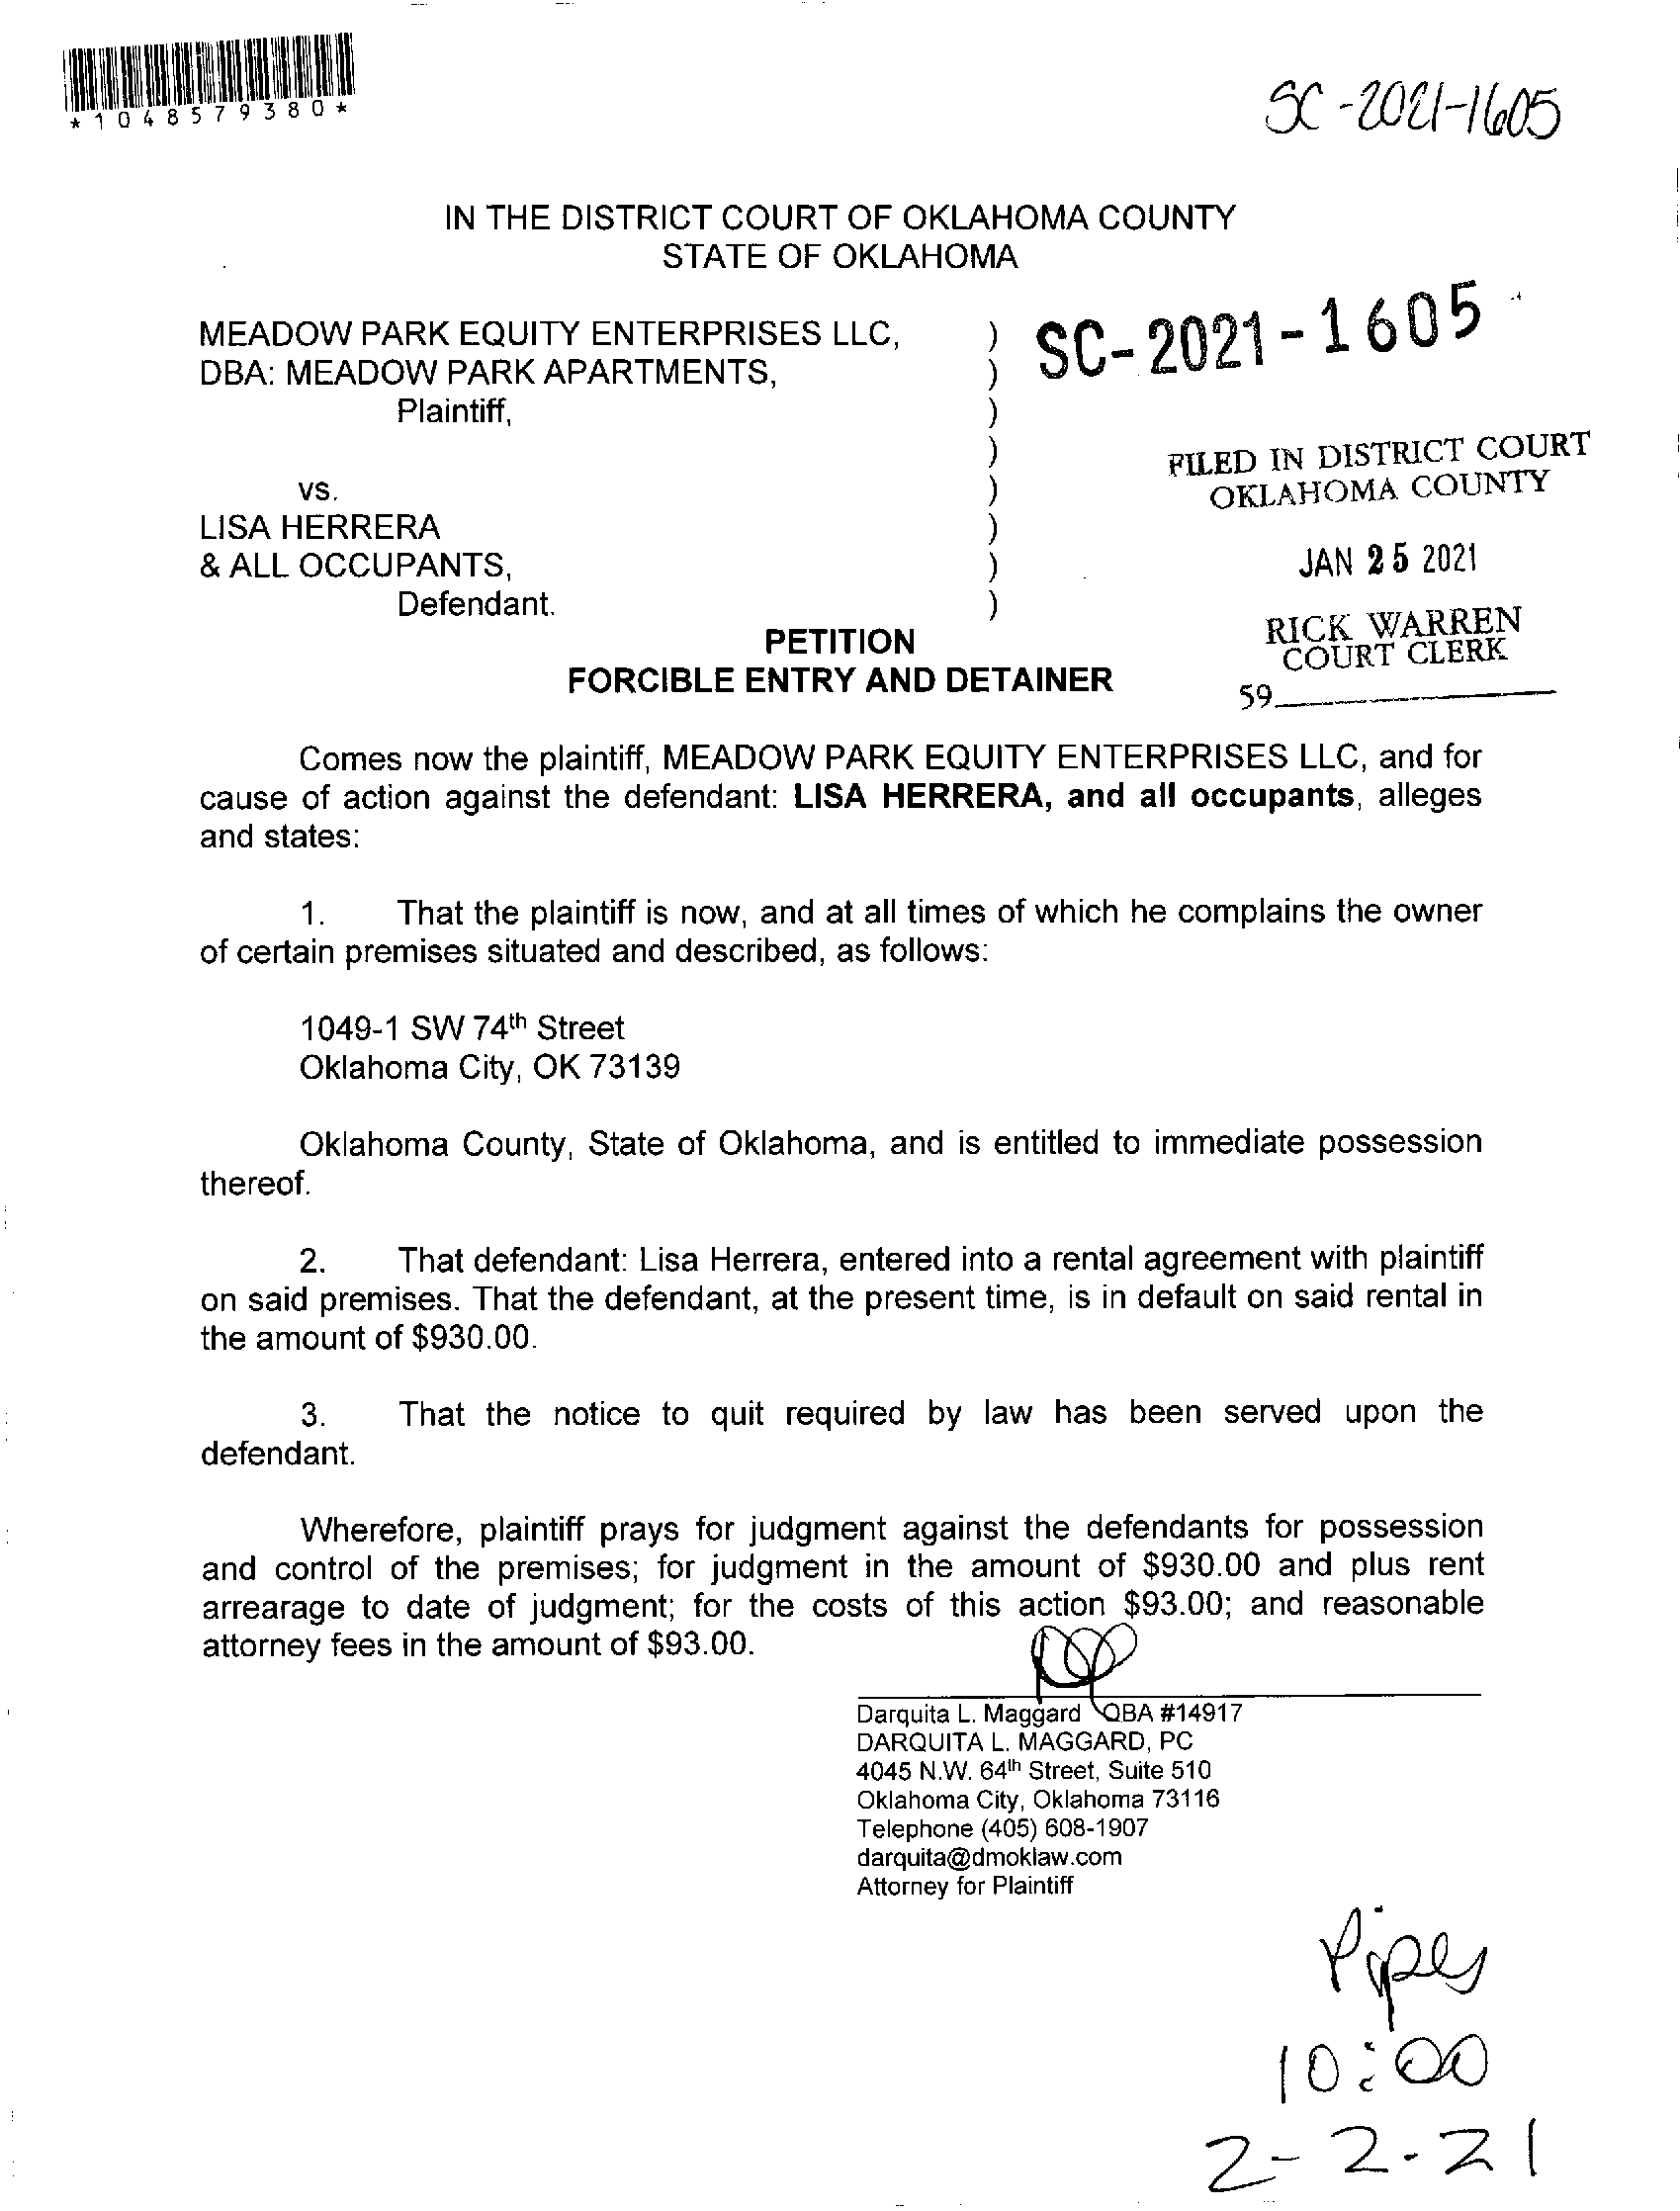 *1048579380*
SC-2021-1605
IN THE DISTRICT COURT OF OKLAHOMA COUNTY
STATE OF OKLAHOMA
MEADOW PARK EQUITY ENTERPRISES LLC, ) SC-2021-1605
DBA: MEADOW PARK APARTMENTS, )
Plaintiff, )
)
vs. )
LISA HERRERA )
& ALL OCCUPANTS, )
Defendant. )
FILED IN DISTRICT COURT
OKLAHOMA COUNTY
JAN 25 2021
RICK WARREN
COURT CLERK
59
PETITION
FORCIBLE ENTRY AND DETAINER
Comes now the plaintiff, MEADOW PARK EQUITY ENTERPRISES LLC, and for
cause of action against the defendant: LISA HERRERA, and all occupants, alleges
and states:
1. That the plaintiff is now, and at all times of which he complains the owner
of certain premises situated and described, as follows:
1049-1 SW 74th Street
Oklahoma City, OK 73139
Oklahoma County, State of Oklahoma, and is entitled to immediate possession
thereof.
2. That defendant: Lisa Herrera, entered into a rental agreement with plaintiff
on said premises. That the defendant, at the present time, is in default on said rental in
the amount of $930.00.
3. That the notice to quit required by law has been served upon the
defendant.
Wherefore, plaintiff prays for judgment against the defendants for possession
and control of the premises; for judgment in the amount of $930.00 and plus rent
arrearage to date of judgment; for the costs of this action $93.00; and reasonable
attorney fees in the amount of $93.00.
Darquita L. Maggard OBA #14917
DARQUITA L. MAGGARD, PC
4045 N.W. 64th Street, Suite 510
Oklahoma City, Oklahoma 73116
Telephone (405) 608-1907
darquita@dmoklaw.com
Attorney for Plaintiff
10:00
2-2-21